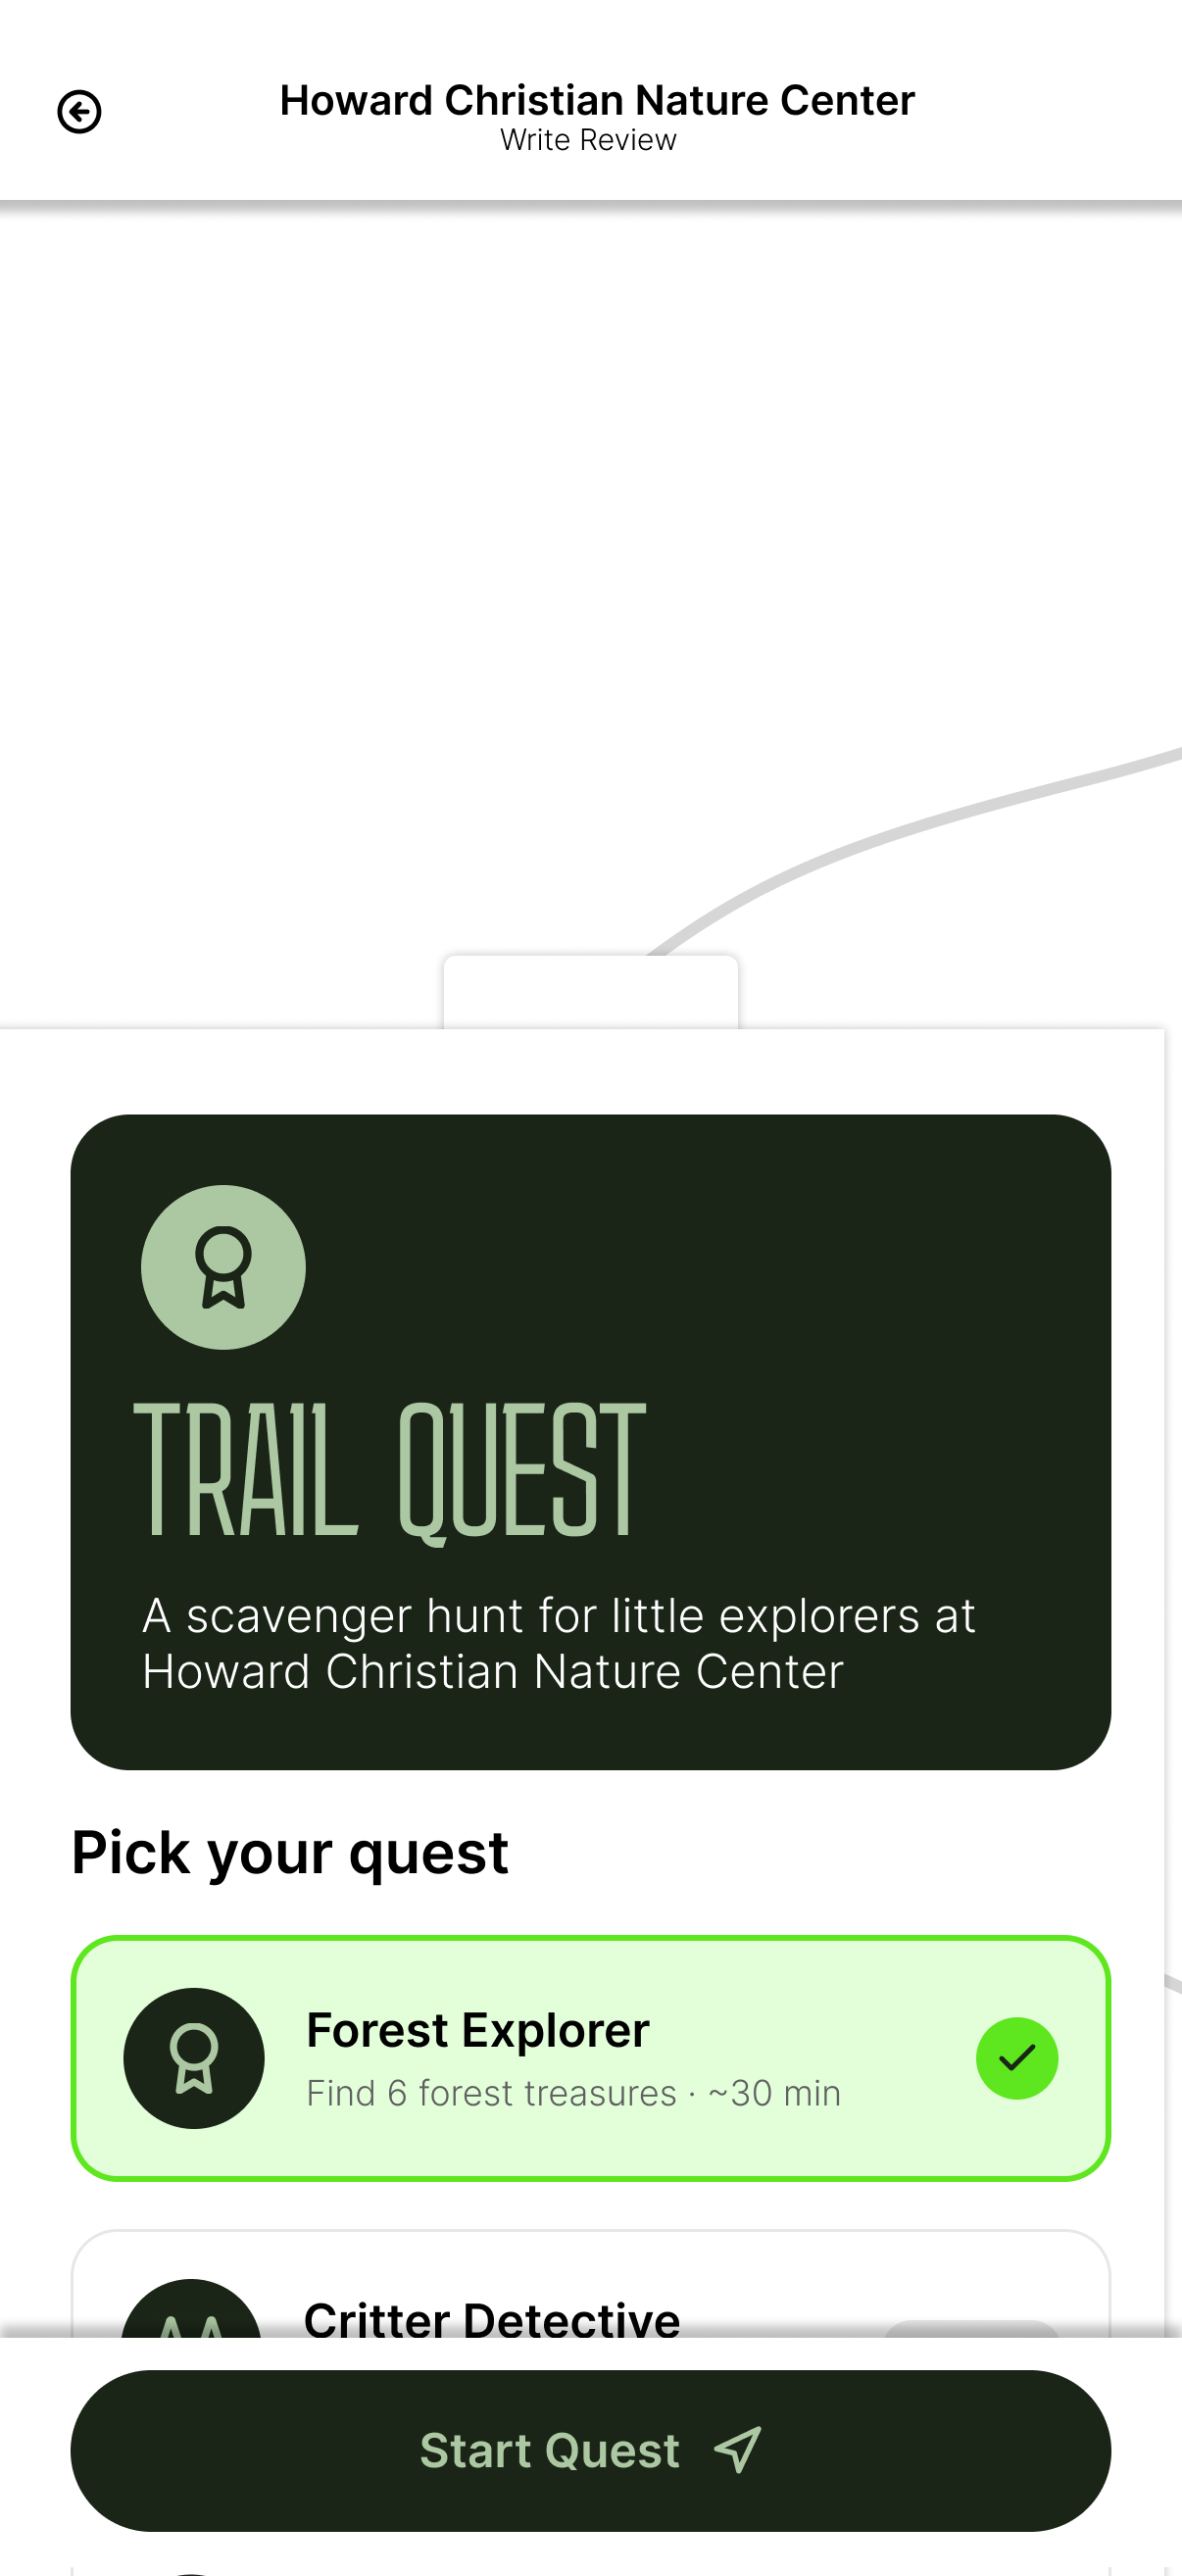 Howard Christian Nature Center
Write Review
TRAIL QUEST
A scavenger hunt for little explorers at
Howard Christian Nature Center
Pick your quest
Forest Explorer
Find 6 forest treasures · ~30 min
Critter Detective
Start Quest